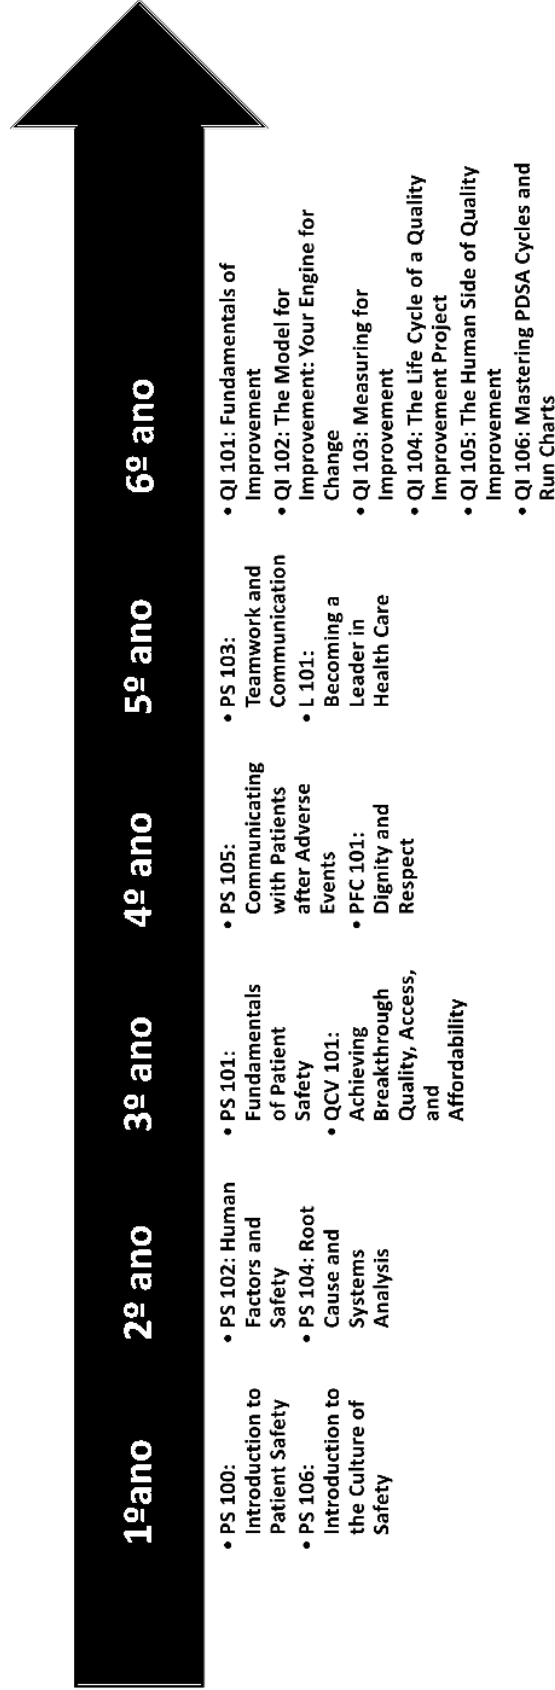 1ºano
2º ano
3º ano
4º ano
5º ano
6º ano
• PS 100:
Introduction to
Patient Safety
• PS 106:
Introduction to
the Culture of
Safety
• PS 102: Human
Factors and
Safety
• PS 104: Root
Cause and
Systems
Analysis
• PS 101:
Fundamentals
of Patient
Safety
• QCV 101:
Achieving
Breakthrough
Quality, Access,
and
Affordability
• PS 105:
Communicating
with Patients
after Adverse
Events
• PFC 101:
Dignity and
Respect
• PS 103:
Teamwork and
Communication
• L 101:
Becoming a
Leader in
Health Care
• QI 101: Fundamentals of
Improvement
• QI 102: The Model for
Improvement: Your Engine for
Change
• QI 103: Measuring for
Improvement
• QI 104: The Life Cycle of a Quality
Improvement Project
• QI 105: The Human Side of Quality
Improvement
• QI 106: Mastering PDSA Cycles and
Run Charts